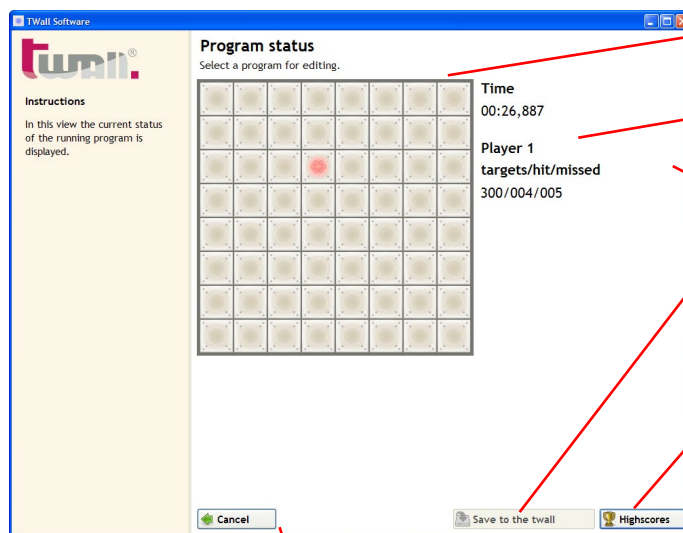 TWall Software
twall.®
Program status
Select a program for editing.
Instructions
In this view the current status
of the running program is
displayed.
Time
00:26,887
Player 1
targets/hit/missed
300/004/005
Cancel
Save to the twall
Highscores